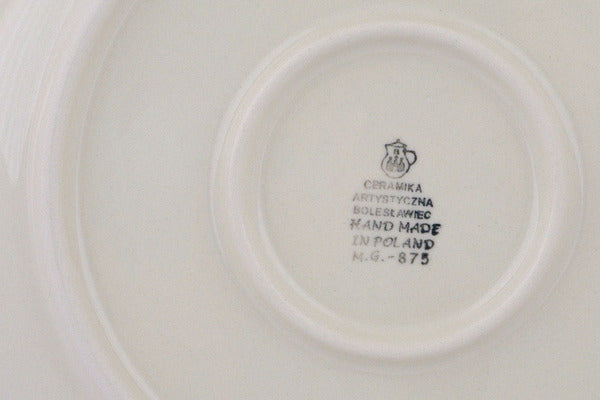 CERAMIKA
ARTYSTYCZNA
BOLESŁAWIEC
HAND MADE
IN POLAND
M.G.-875